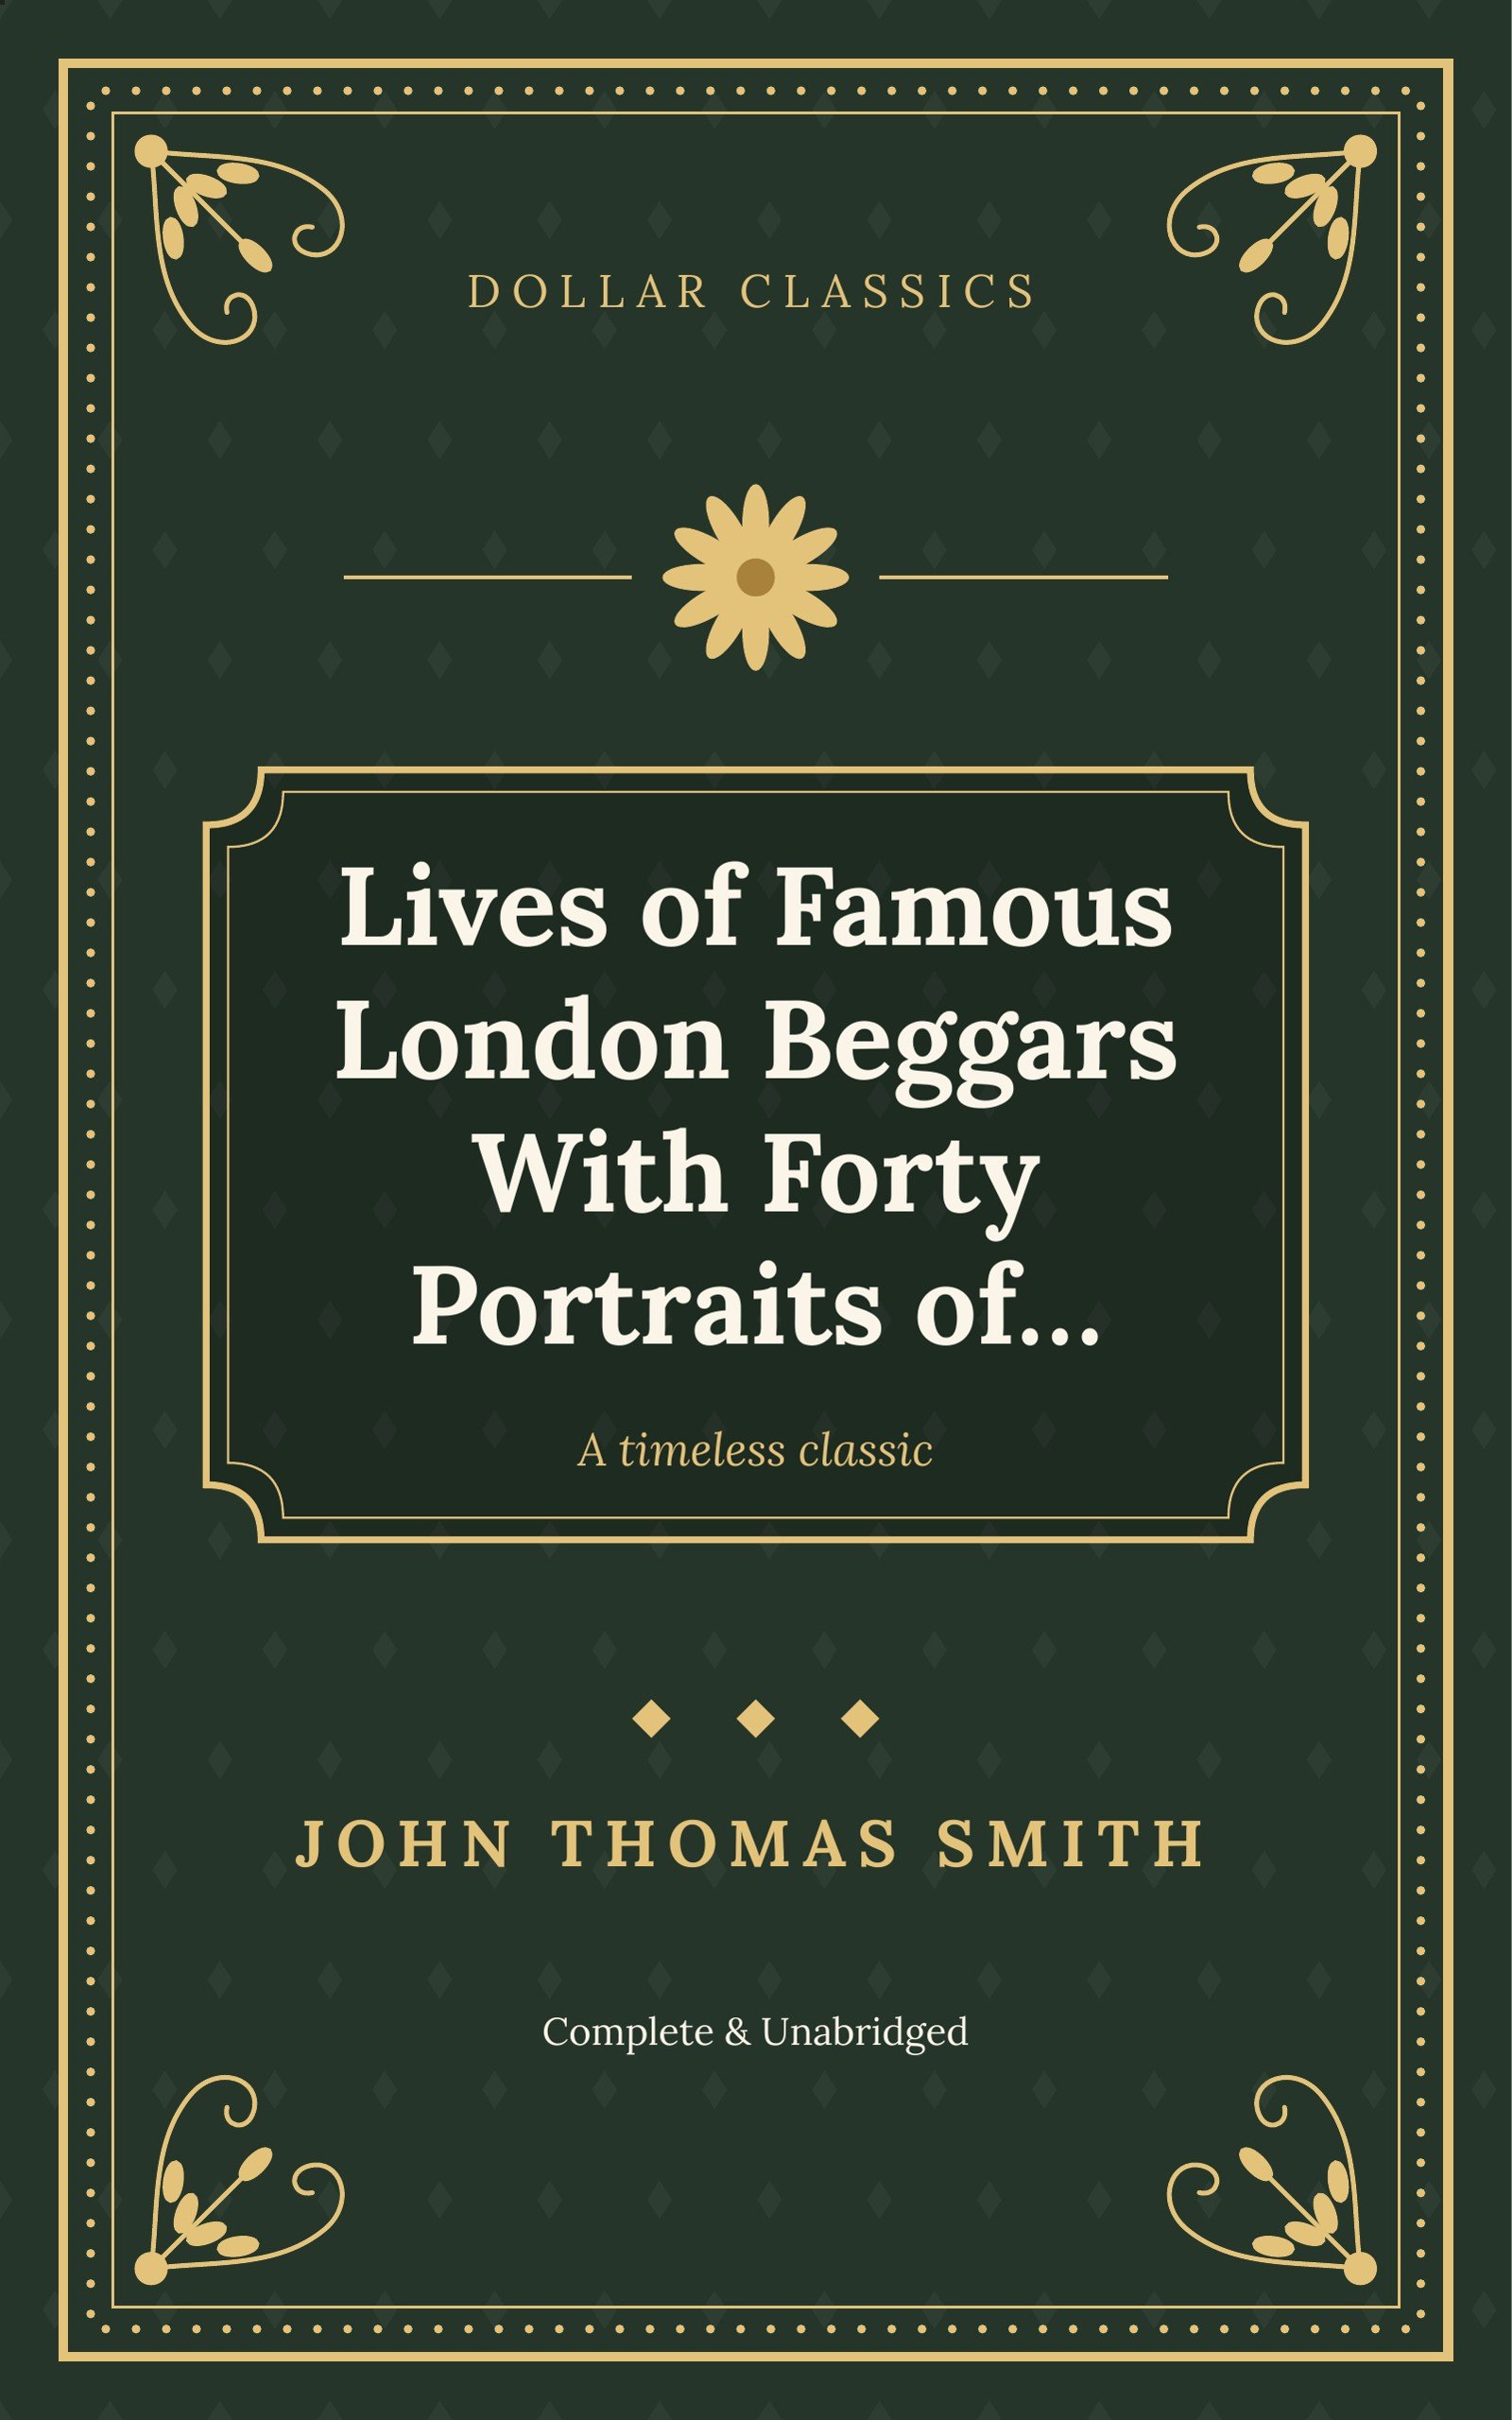 DOLLAR CLASSICS
Lives of Famous
London Beggars
With Forty
Portraits of...
A timeless classic
JOHN THOMAS SMITH
Complete & Unabridged